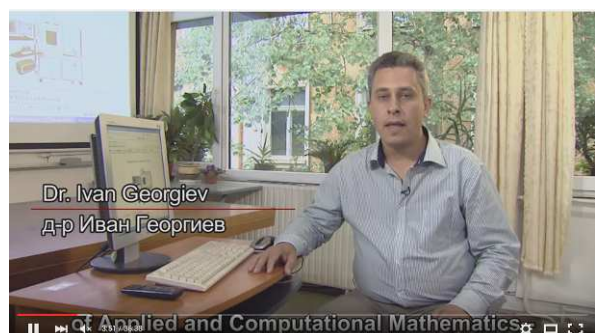 Dr. Ivan Georgiev
д-р Иван Георгиев
of Applied and Computational Mathematics